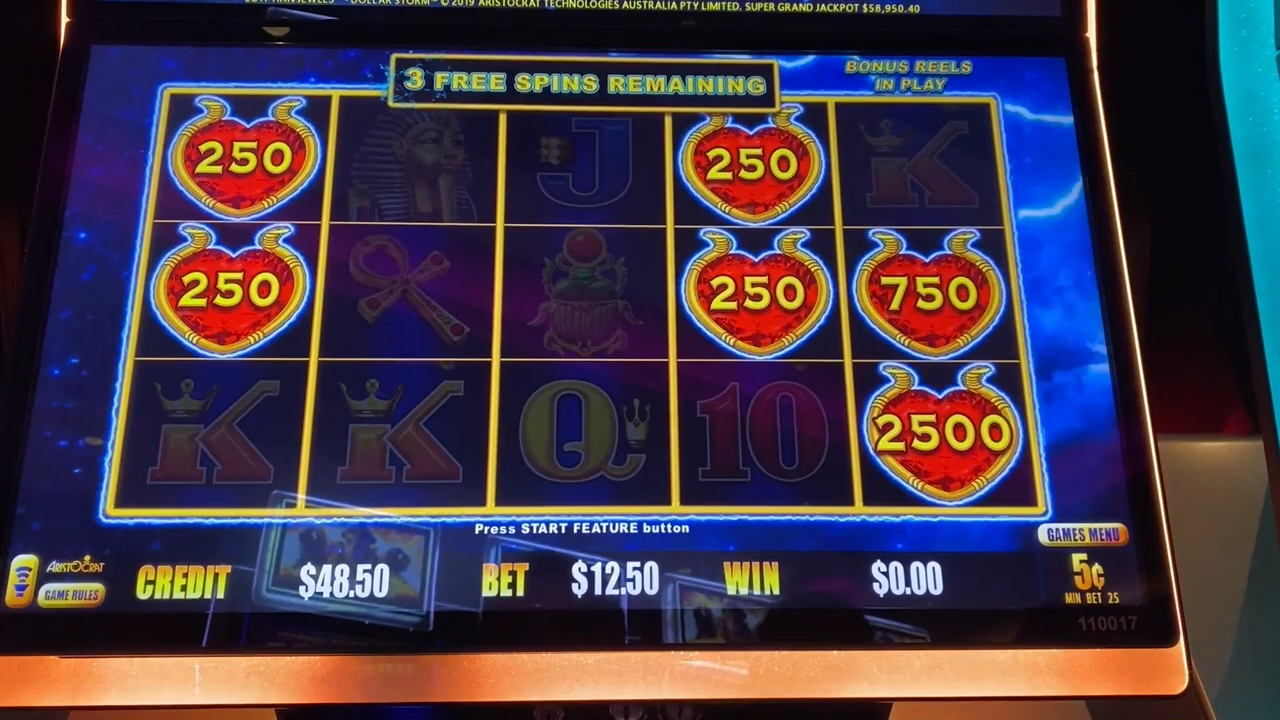 DOLLAR STORM™ © 2019 ARISTOCRAT TECHNOLOGIES AUSTRALIA PTY LIMITED. SUPER GRAND JACKPOT $58,950.40
3 FREE SPINS REMAINING
BONUS REELS
IN PLAY
250 J 250 K
250 250 750
K K Q 10 2500
Press START FEATURE button
GAMES MENU
ARISTOCRAT
GAME RULES
CREDIT $48.50 BET $12.50 WIN $0.00 5¢
MIN BET 25
110017